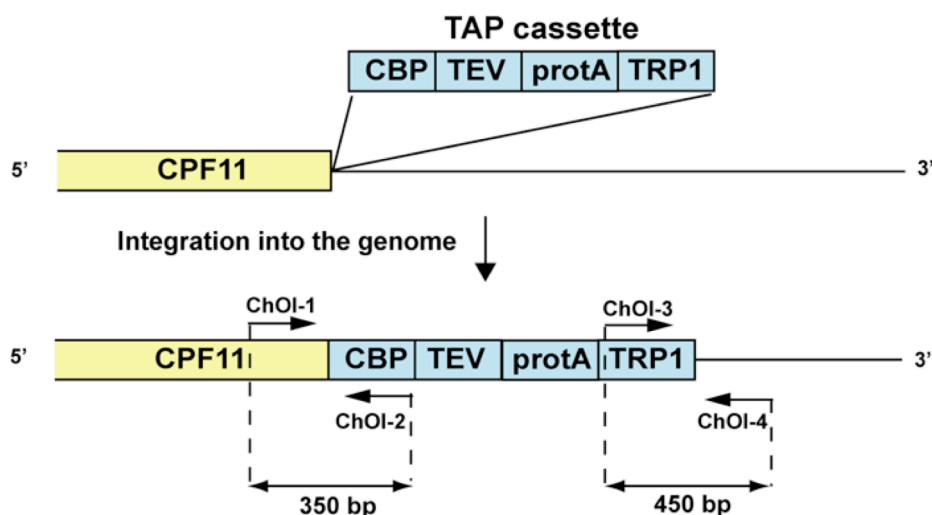 TAP cassette
CBP TEV protA TRP1
5’ CPF11 3’
Integration into the genome
ChOI-1 ChOI-3
5’ CPF11 CBP TEV protA TRP1 3’
ChOI-2 ChOI-4
350 bp 450 bp